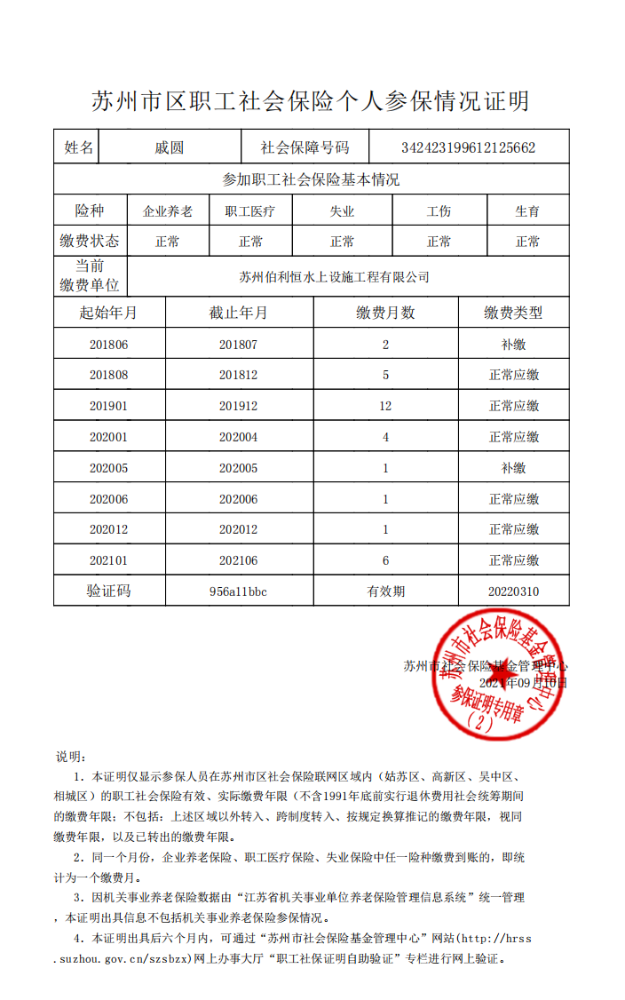 苏州市区职工社会保险个人参保情况证明
姓名 戚圆 社会保障号码 342423199612125662
参加职工社会保险基本情况
险种 企业养老 职工医疗 失业 工伤 生育
缴费状态 正常 正常 正常 正常 正常
当前
缴费单位 苏州伯利恒水上设施工程有限公司
起始年月 截止年月 缴费月数 缴费类型
201806 201807 2 补缴
201808 201812 5 正常应缴
201901 201912 12 正常应缴
202001 202004 4 正常应缴
202005 202005 1 补缴
202006 202006 1 正常应缴
202012 202012 1 正常应缴
202101 202106 6 正常应缴
验证码 956a11bbc 有效期 20220310
苏州市社会保险基金管理中心
2021年09月10日
苏州市社会保险基金管理中心
参保证明专用章
(2)
说明：
1．本证明仅显示参保人员在苏州市区社会保险联网区域内（姑苏区、高新区、吴中区、
相城区）的职工社会保险有效、实际缴费年限（不含1991年底前实行退休费用社会统筹期间
的缴费年限；不包括：上述区域以外转入、跨制度转入、按规定换算推记的缴费年限，视同
缴费年限，以及已转出的缴费年限。
2．同一个月份，企业养老保险、职工医疗保险、失业保险中任一险种缴费到账的，即统
计为一个缴费月。
3．因机关事业养老保险数据由“江苏省机关事业单位养老保险管理信息系统”统一管理
，本证明出具信息不包括机关事业养老保险参保情况。
4．本证明出具后六个月内，可通过“苏州市社会保险基金管理中心”网站(http://hrss
.suzhou.gov.cn/szsbzx)网上办事大厅“职工社保证明自助验证”专栏进行网上验证。